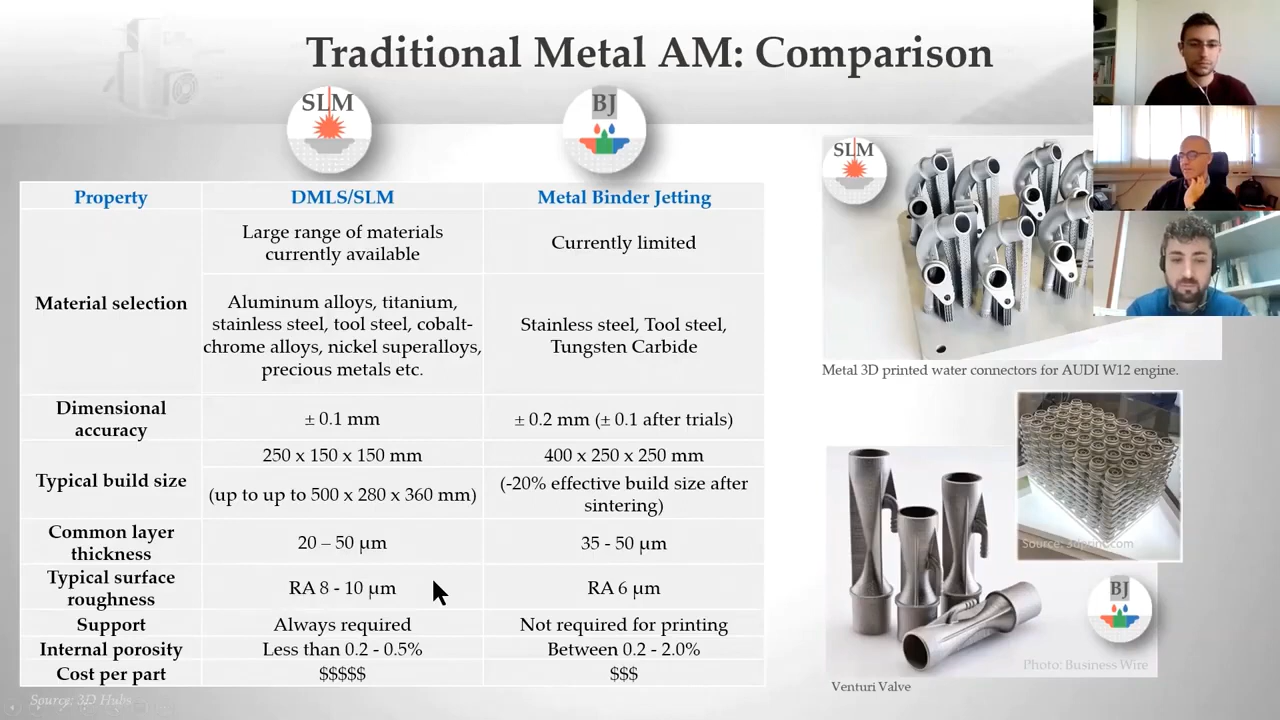 Traditional Metal AM: Comparison
SLM
BJ
Property
DMLS/SLM
Metal Binder Jetting
Material selection
Large range of materials
currently available
Currently limited
Aluminum alloys, titanium,
stainless steel, tool steel, cobalt-
chrome alloys, nickel superalloys,
precious metals etc.
Stainless steel, Tool steel,
Tungsten Carbide
Dimensional
accuracy
± 0.1 mm
± 0.2 mm (± 0.1 after trials)
Typical build size
250 x 150 x 150 mm
400 x 250 x 250 mm
(up to up to 500 x 280 x 360 mm)
(-20% effective build size after
sintering)
Common layer
thickness
20 – 50 µm
35 - 50 µm
Typical surface
roughness
RA 8 - 10 µm
RA 6 µm
Support
Always required
Not required for printing
Internal porosity
Less than 0.2 - 0.5%
Between 0.2 - 2.0%
Cost per part
$$$$$
$$$
Source: 3D Hubs
SLM
Metal 3D printed water connectors for AUDI W12 engine.
Source: 3dprint.com
BJ
Photo: Business Wire
Venturi Valve